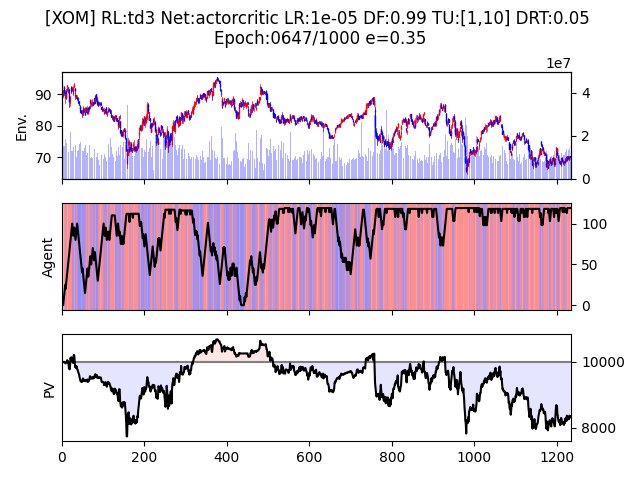 [XOM] RL:td3 Net:actorcritic LR:1e-05 DF:0.99 TU:[1,10] DRT:0.05
Epoch:0647/1000 e=0.35
1e7
90
80
70
Env.
4
2
0
Agent
100
50
0
PV
10000
8000
0 200 400 600 800 1000 1200